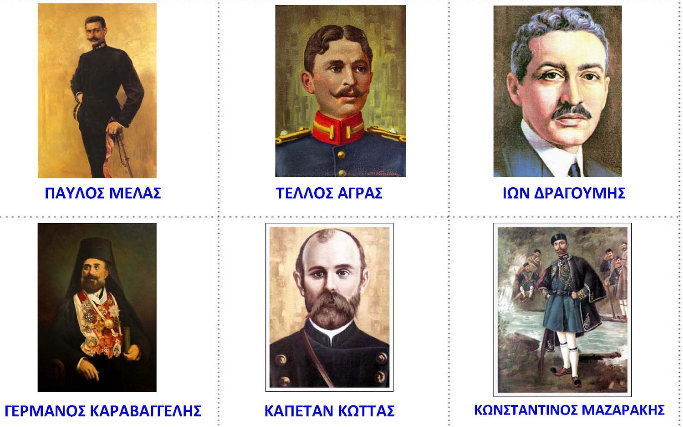 ΠΑΥΛΟΣ ΜΕΛΑΣ
ΤΕΛΛΟΣ ΑΓΡΑΣ
ΙΩΝ ΔΡΑΓΟΥΜΗΣ
ΓΕΡΜΑΝΟΣ ΚΑΡΑΒΑΓΓΕΛΗΣ
ΚΑΠΕΤΑΝ ΚΩΤΤΑΣ
ΚΩΝΣΤΑΝΤΙΝΟΣ ΜΑΖΑΡΑΚΗΣ